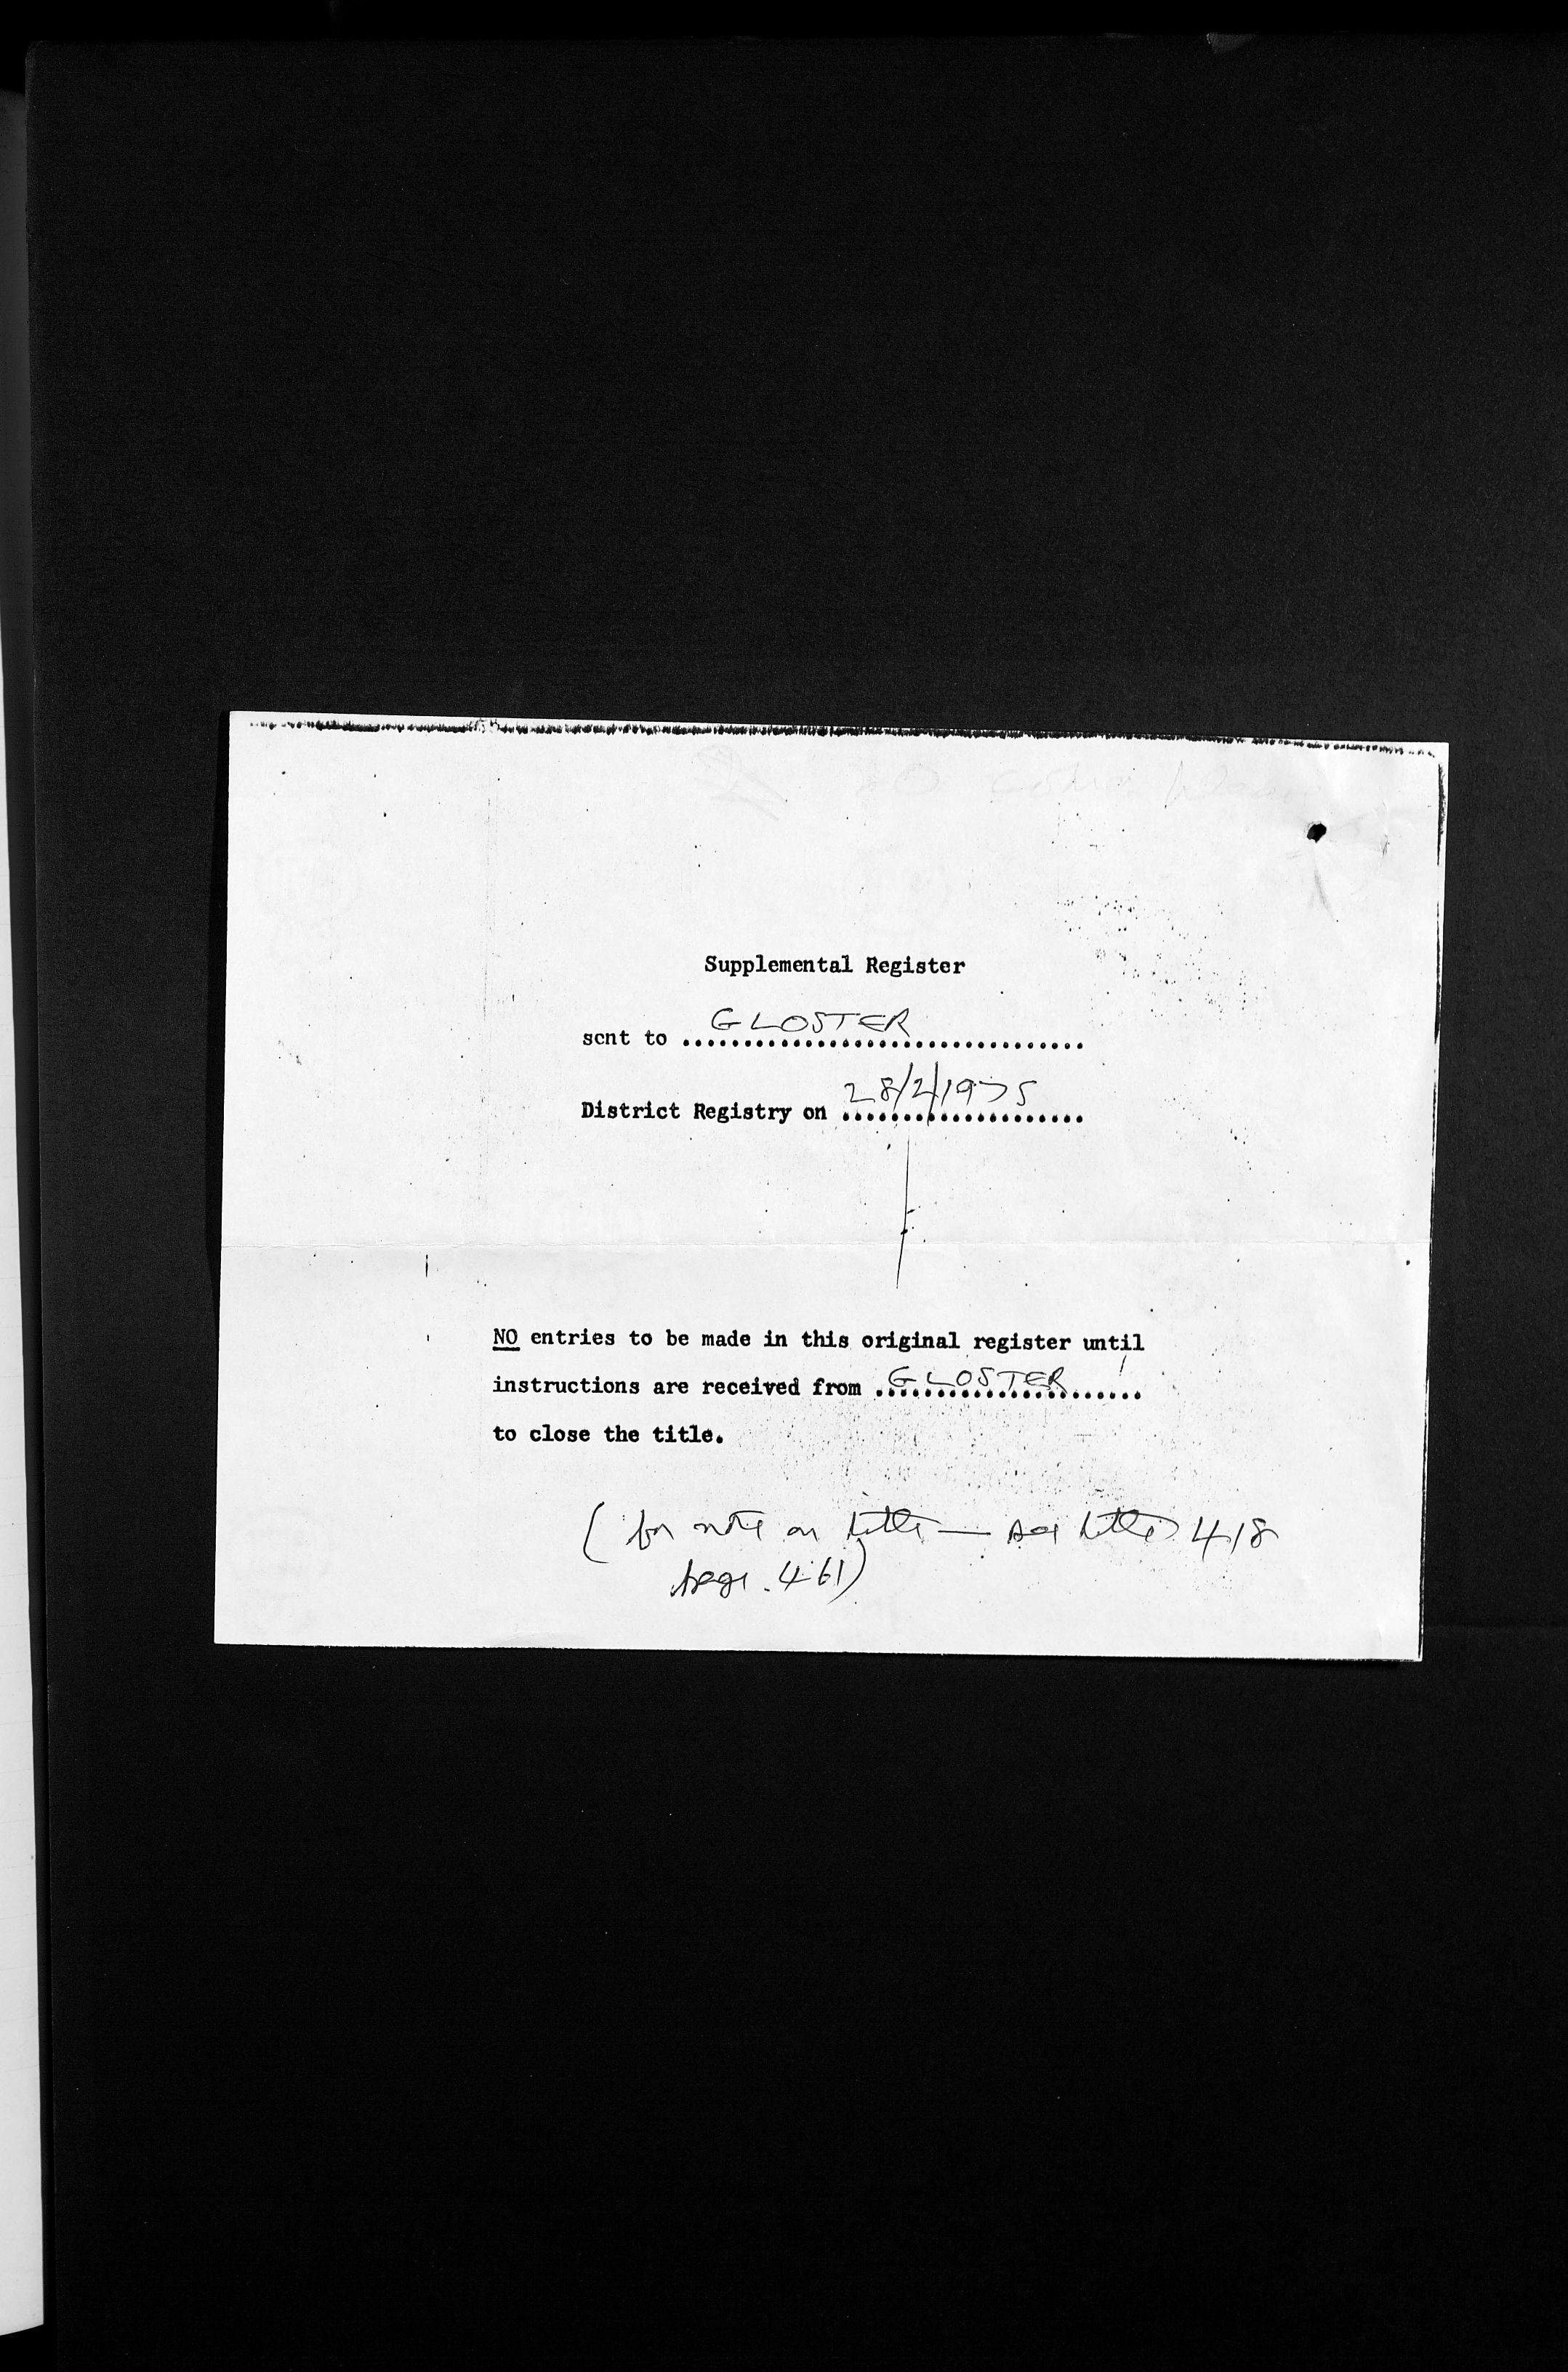 Supplemental Register
sent to GLOSTER
District Registry on 28/2/1975
NO entries to be made in this original register until
instructions are received from GLOSTER
to close the title.
(for note on title — see title 418
page 461)